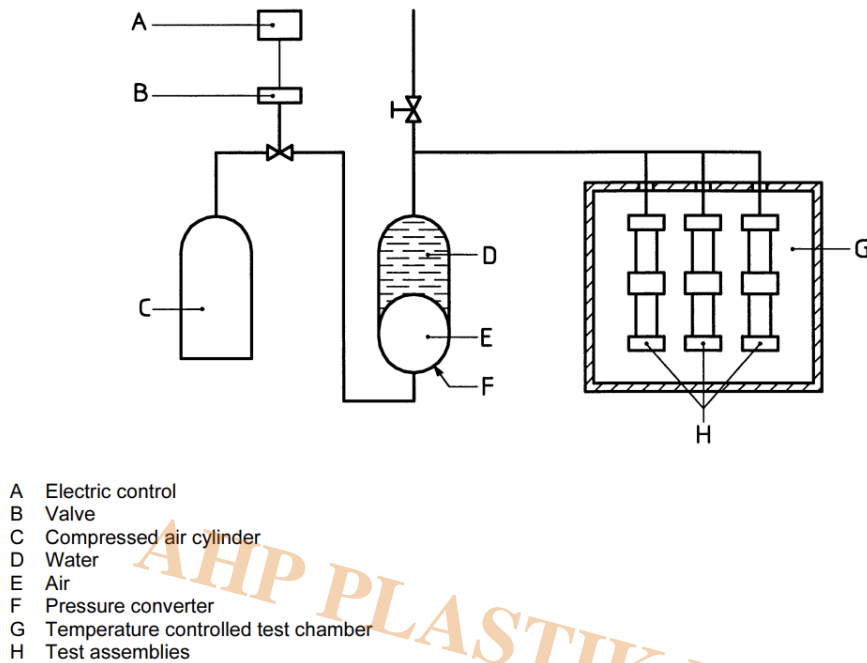 A
B
C
D
E
F
G
H
A Electric control
B Valve
C Compressed air cylinder
D Water
E Air
F Pressure converter
G Temperature controlled test chamber
H Test assemblies
AHP PLASTIK